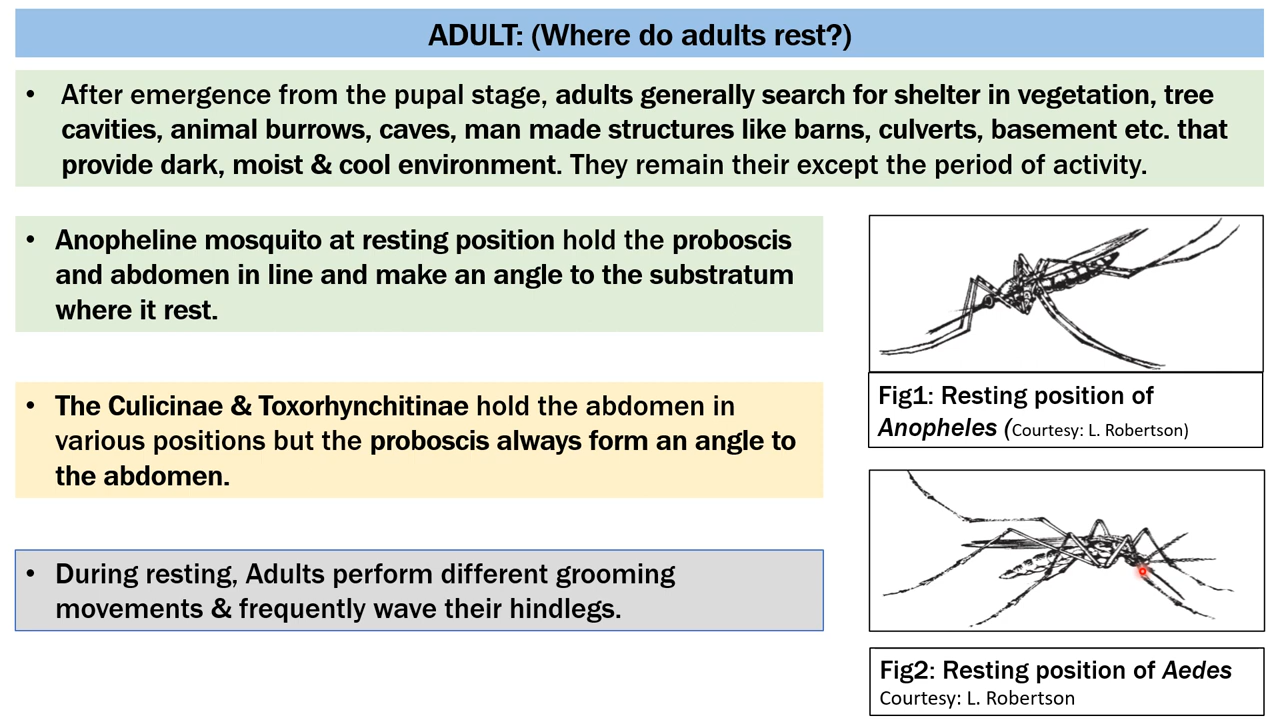 ADULT: (Where do adults rest?)
• After emergence from the pupal stage, adults generally search for shelter in vegetation, tree
cavities, animal burrows, caves, man made structures like barns, culverts, basement etc. that
provide dark, moist & cool environment. They remain their except the period of activity.
• Anopheline mosquito at resting position hold the proboscis
and abdomen in line and make an angle to the substratum
where it rest.
• The Culicinae & Toxorhynchitinae hold the abdomen in
various positions but the proboscis always form an angle to
the abdomen.
• During resting, Adults perform different grooming
movements & frequently wave their hindlegs.
Fig1: Resting position of
Anopheles (Courtesy: L. Robertson)
Fig2: Resting position of Aedes
Courtesy: L. Robertson